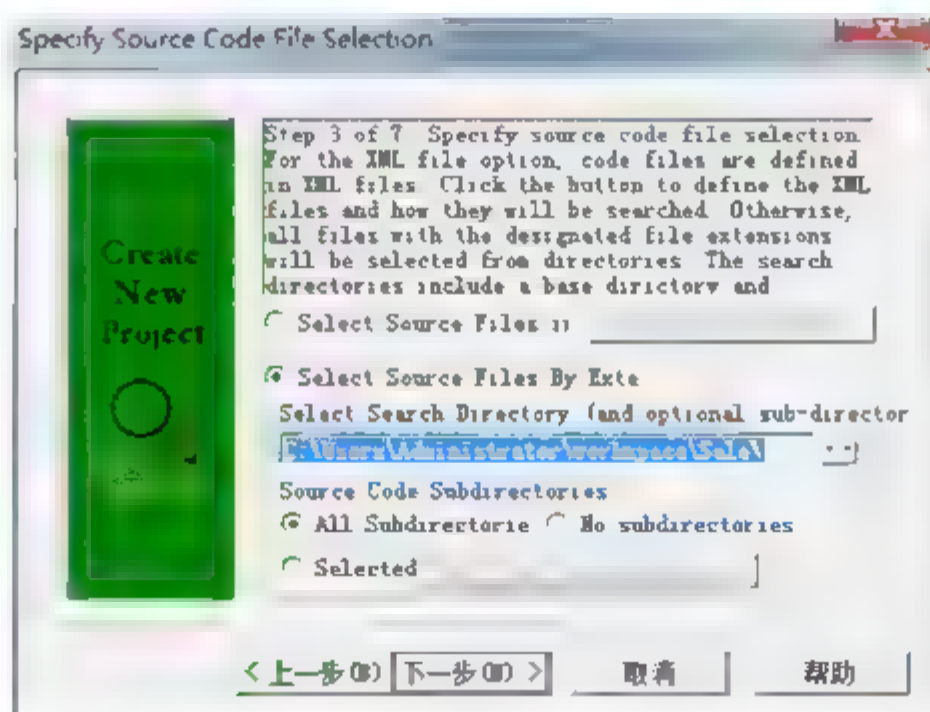 Specify Source Code File Selection
Create
New
Project
Step 3 of 7 Specify source code file selection
For the XML file option, code files are defined
in XML files Click the button to define the XML
files and how they will be searched Otherwise,
all files with the designated file extensions
will be selected from directories The search
directories include a base dirictory and
Select Source Files
Select Source Files By Exte
Select Search Directory (and optional sub-director
C:\Users\Administrator\workspace\Sale\
Source Code Subdirectories
All Subdirectorie No subdirectories
Selected
< 上一步(B) 下一步(N) > 取消 帮助